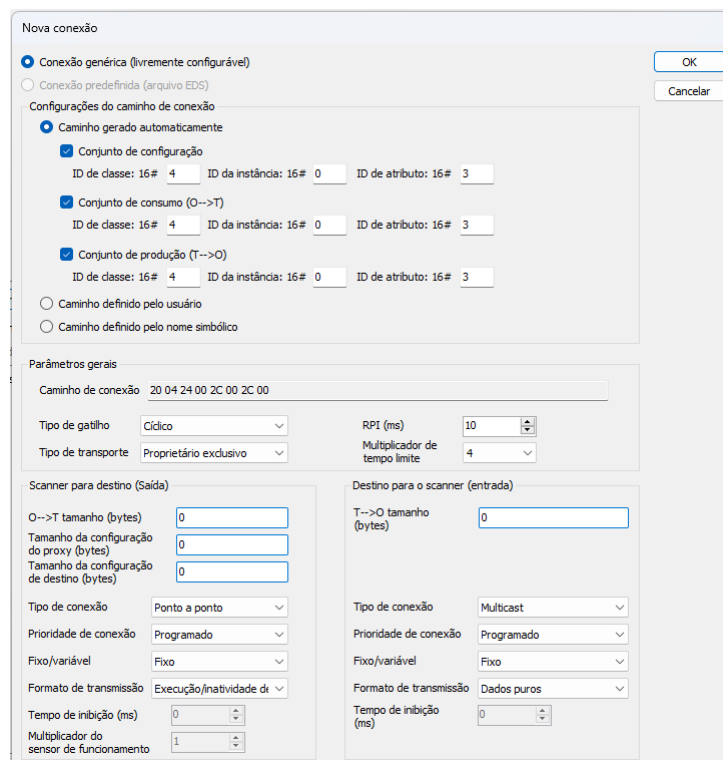 Nova conexão
Conexão genérica (livremente configurável)
OK
Conexão predefinida (arquivo EDS)
Cancelar
Configurações do caminho de conexão
Caminho gerado automaticamente
Conjunto de configuração
ID de classe: 16# 4 ID da instância: 16# 0 ID de atributo: 16# 3
Conjunto de consumo (O-->T)
ID de classe: 16# 4 ID da instância: 16# 0 ID de atributo: 16# 3
Conjunto de produção (T-->O)
ID de classe: 16# 4 ID da instância: 16# 0 ID de atributo: 16# 3
Caminho definido pelo usuário
Caminho definido pelo nome simbólico
Parâmetros gerais
Caminho de conexão 20 04 24 00 2C 00 2C 00
Tipo de gatilho Cíclico RPI (ms) 10
Tipo de transporte Proprietário exclusivo Multiplicador de
tempo limite 4
Scanner para destino (Saída)
O-->T tamanho (bytes) 0
Tamanho da configuração
do proxy (bytes) 0
Tamanho da configuração
de destino (bytes) 0
Tipo de conexão Ponto a ponto
Prioridade de conexão Programado
Fixo/variável Fixo
Formato de transmissão Execução/inatividade de
Tempo de inibição (ms) 0
Multiplicador do
sensor de funcionamento 1
Destino para o scanner (entrada)
T-->O tamanho
(bytes) 0
Tipo de conexão Multicast
Prioridade de conexão Programado
Fixo/variável Fixo
Formato de transmissão Dados puros
Tempo de inibição
(ms) 0